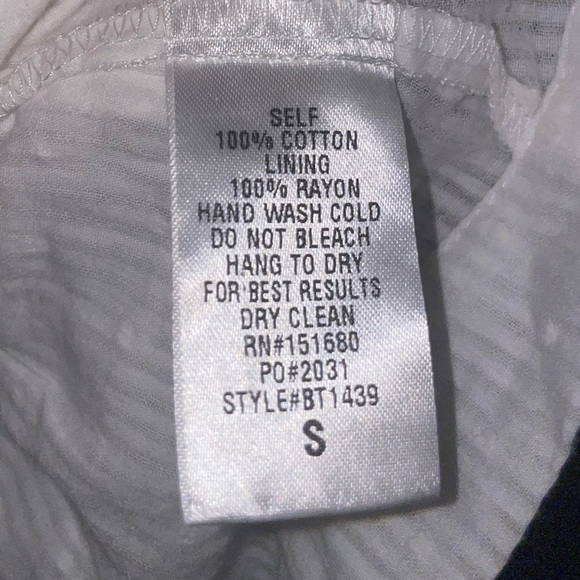 SELF
100% COTTON
LINING
100% RAYON
HAND WASH COLD
DO NOT BLEACH
HANG TO DRY
FOR BEST RESULTS
DRY CLEAN
RN#151680
PO#2031
STYLE#BT1439
S